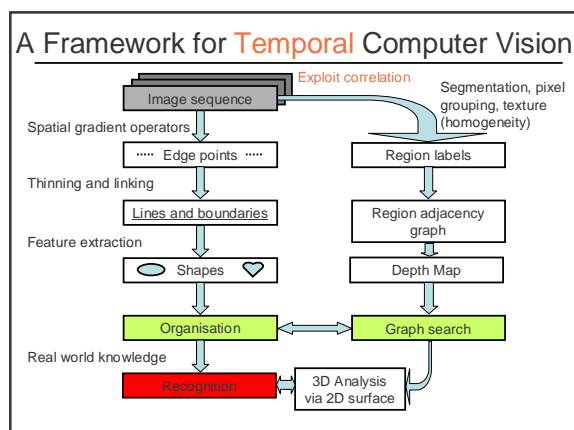 A Framework for Temporal Computer Vision
Exploit correlation
Image sequence
Segmentation, pixel
grouping, texture
(homogeneity)
Spatial gradient operators
Edge points
Region labels
Thinning and linking
Lines and boundaries
Region adjacency
graph
Feature extraction
Shapes
Depth Map
Organisation
Graph search
Real world knowledge
Recognition
3D Analysis
via 2D surface